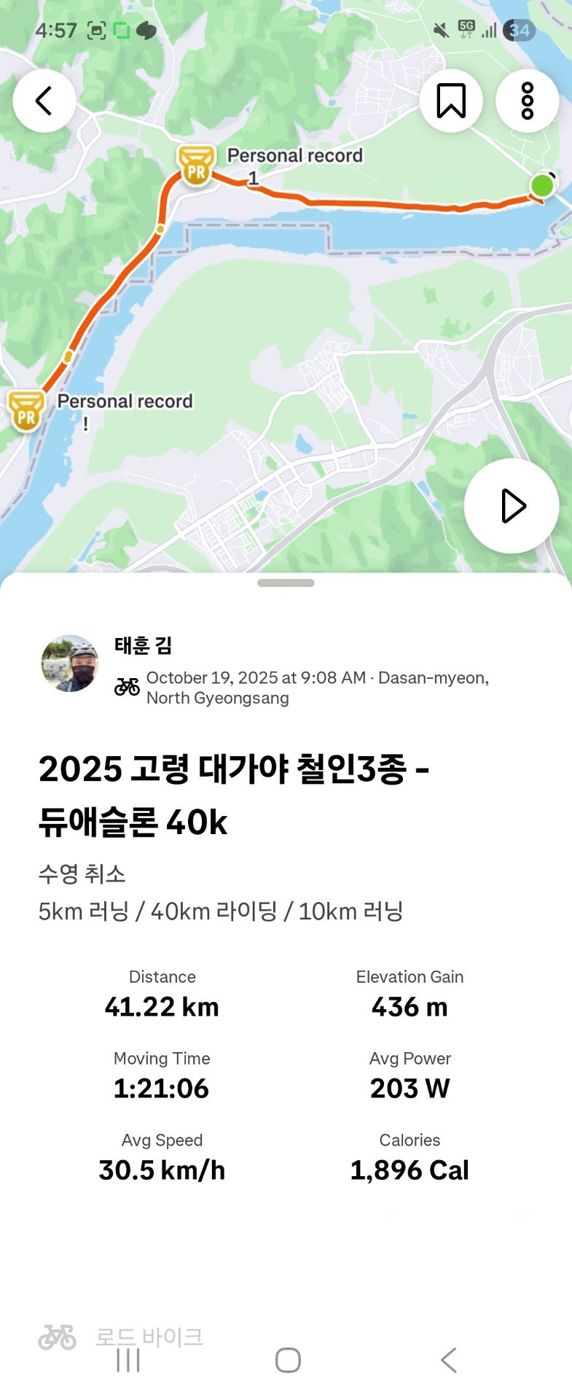 4:57
5G
34
Personal record
1
PR
Personal record
!
PR
태훈 김
October 19, 2025 at 9:08 AM · Dasan-myeon,
North Gyeongsang
2025 고령 대가야 철인3종 -
듀애슬론 40k
수영 취소
5km 러닝 / 40km 라이딩 / 10km 러닝
Distance
41.22 km
Elevation Gain
436 m
Moving Time
1:21:06
Avg Power
203 W
Avg Speed
30.5 km/h
Calories
1,896 Cal
로드 바이크